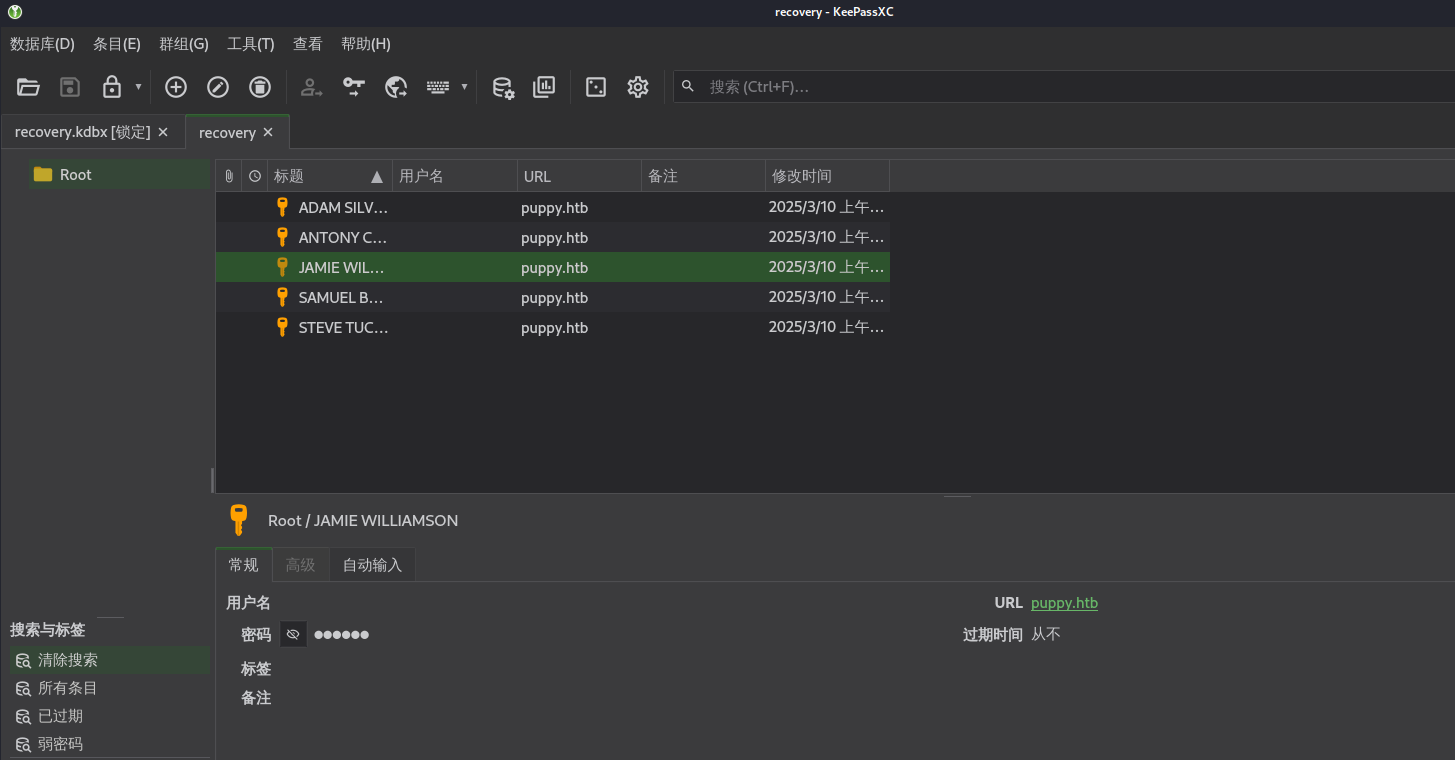 recovery - KeePassXC
数据库(D) 条目(E) 群组(G) 工具(T) 查看 帮助(H)
搜索 (Ctrl+F)...
recovery.kdbx [锁定] recovery
Root
标题 用户名 URL 备注 修改时间
ADAM SILV... puppy.htb 2025/3/10 上午...
ANTONY C... puppy.htb 2025/3/10 上午...
JAMIE WIL... puppy.htb 2025/3/10 上午...
SAMUEL B... puppy.htb 2025/3/10 上午...
STEVE TUC... puppy.htb 2025/3/10 上午...
Root / JAMIE WILLIAMSON
常规 高级 自动输入
用户名 URL puppy.htb
密码 ●●●●●● 过期时间 从不
标签
备注
搜索与标签
清除搜索
所有条目
已过期
弱密码